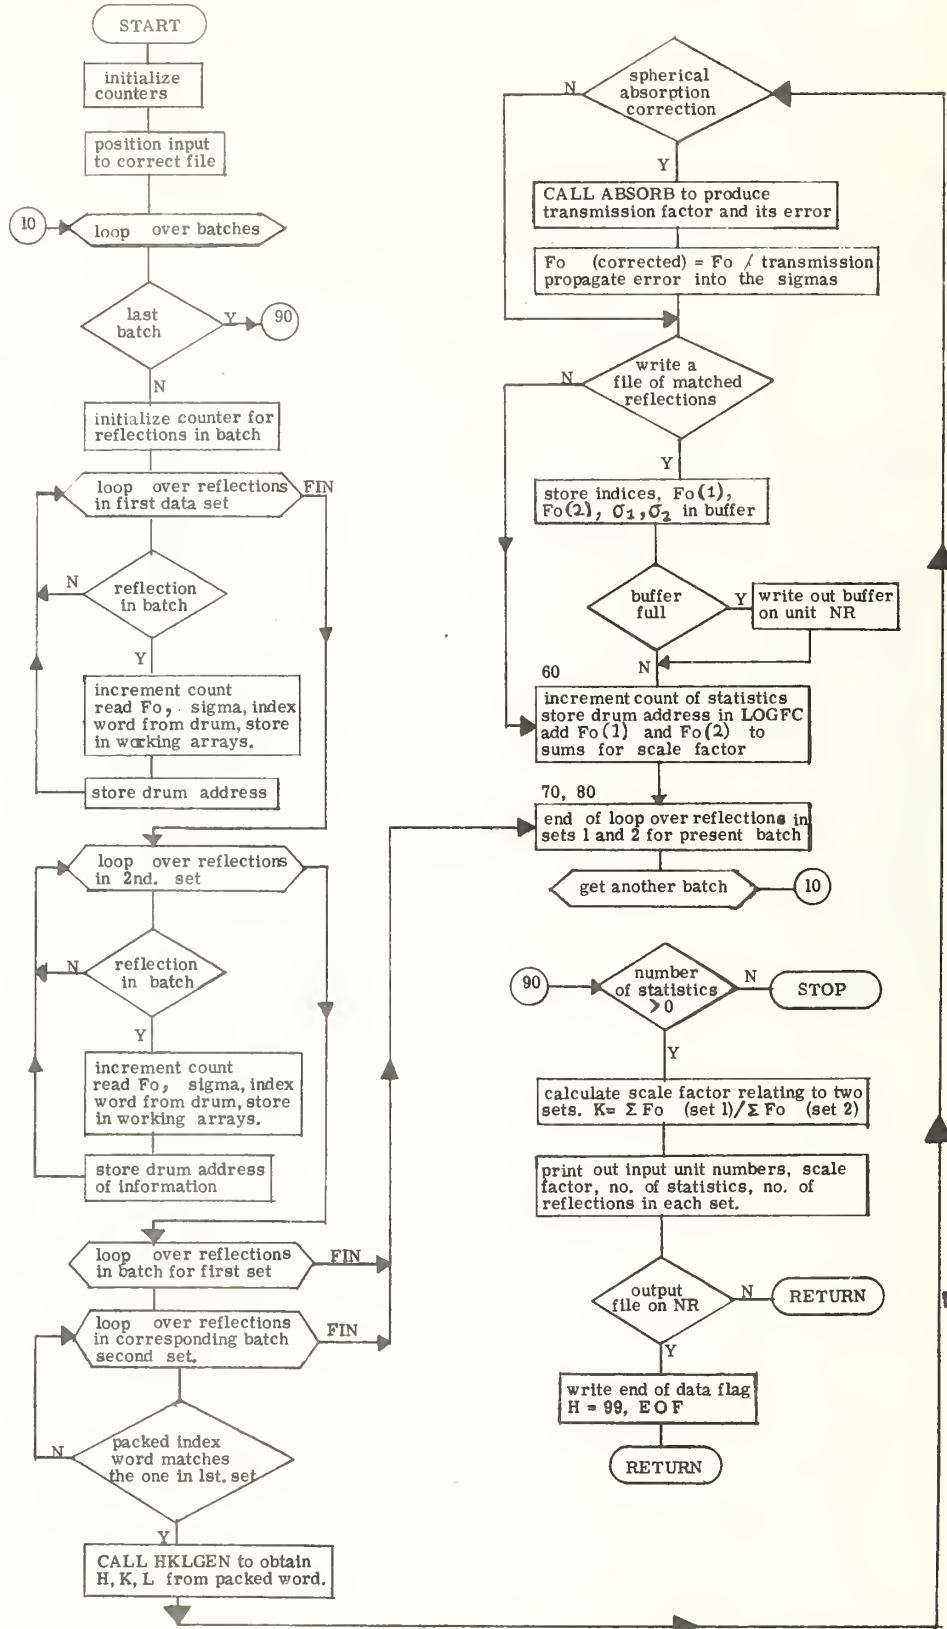 START
initialize
counters
position input
to correct file
10
loop over batches
last
batch
Y
90
N
initialize counter for
reflections in batch
loop over reflections
in first data set
FIN
reflection
in batch
N
Y
increment count
read Fo, sigma, index
word from drum, store
in working arrays.
store drum address
loop over reflections
in 2nd. set
reflection
in batch
N
Y
increment count
read Fo, sigma, index
word from drum, store
in working arrays.
store drum address
of information
loop over reflections
in batch for first set
FIN
loop over reflections
in corresponding batch
second set.
FIN
packed index
word matches
the one in 1st. set
N
Y
CALL HKLGEN to obtain
H, K, L from packed word.
spherical
absorption
correction
N
Y
CALL ABSORB to produce
transmission factor and its error
Fo (corrected) = Fo / transmission
propagate error into the sigmas
write a
file of matched
reflections
N
Y
store indices, Fo(1),
Fo(2), σ1,σ2 in buffer
buffer
full
Y
write out buffer
on unit NR
N
60
increment count of statistics
store drum address in LOGFC
add Fo(1) and Fo(2) to
sums for scale factor
70, 80
end of loop over reflections in
sets 1 and 2 for present batch
get another batch
10
90
number
of statistics
>0
N
STOP
Y
calculate scale factor relating to two
sets. K= Σ Fo (set 1)/Σ Fo (set 2)
print out input unit numbers, scale
factor, no. of statistics, no. of
reflections in each set.
output
file on NR
N
RETURN
Y
write end of data flag
H = 99, EOF
RETURN